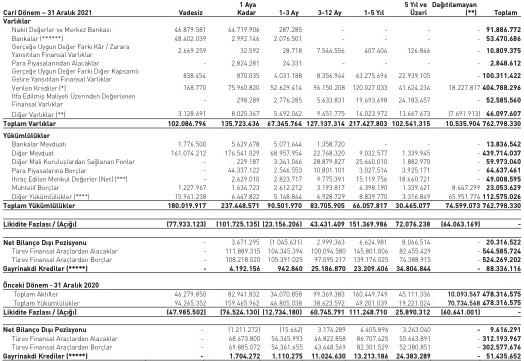 Cari Dönem – 31 Aralık 2021 Vadesiz 1 Aya Kadar 1-3 Ay 3-12 Ay 1-5 Yıl 5 Yıl ve Üzeri Dağıtılamayan (**) Toplam
Varlıklar
Nakit Değerler ve Merkez Bankası 46.879.581 44.719.906 287.285 - - - - 91.886.772
Bankalar (******) 48.402.039 2.992.146 2.076.501 - - - - 53.470.686
Gerçeğe Uygun Değer Farkı Kâr / Zarara Yansıtılan Finansal Varlıklar 2.669.259 32.592 28.718 7.544.556 407.404 126.846 - 10.809.375
Para Piyasalarından Alacaklar - 2.824.281 24.331 - - - - 2.848.612
Gerçeğe Uygun Değer Farkı Diğer Kapsamlı Gelire Yansıtılan Finansal Varlıklar 838.454 870.035 4.031.188 8.356.944 63.275.696 22.939.105 - 100.311.422
Verilen Krediler (*) 168.770 75.960.820 52.629.414 96.150.208 120.027.033 41.624.234 18.227.817 404.788.296
İtfa Edilmiş Maliyeti Üzerinden Değerlenen Finansal Varlıklar - 298.289 2.776.285 5.633.831 19.693.698 24.183.457 - 52.585.560
Diğer Varlıklar (**) 3.128.691 8.025.367 5.492.042 9.451.775 14.023.972 13.667.673 (7.691.913) 46.097.607
Toplam Varlıklar 102.086.794 135.723.436 67.345.764 127.137.314 217.427.803 102.541.315 10.535.904 762.798.330
Yükümlülükler
Bankalar Mevduatı 1.776.500 5.629.678 5.071.644 1.358.720 - - - 13.836.542
Diğer Mevduat 161.074.212 176.541.029 68.957.954 22.768.320 9.032.577 1.339.945 - 439.714.037
Diğer Mali Kuruluşlardan Sağlanan Fonlar - 229.187 3.341.046 28.879.827 25.640.010 1.882.970 - 59.973.040
Para Piyasalarına Borçlar - 44.337.122 2.546.553 10.801.101 3.027.514 3.925.171 - 64.637.461
İhraç Edilen Menkul Değerler (Net) (***) - 2.629.010 2.823.717 9.775.391 15.119.756 18.660.721 - 49.008.595
Muhtelif Borçlar 1.227.967 1.634.723 2.612.212 3.193.817 4.398.190 1.339.421 8.647.299 23.053.629
Diğer Yükümlülükler (****) 15.941.238 6.447.822 5.148.844 6.928.729 8.839.770 3.316.849 65.951.774 112.575.026
Toplam Yükümlülükler 180.019.917 237.448.571 90.501.970 83.705.905 66.057.817 30.465.077 74.599.073 762.798.330
Likidite Fazlası / (Açığı) (77.933.123) (101.725.135) (23.156.206) 43.431.409 151.369.986 72.076.238 (64.063.169) -
Net Bilanço Dışı Pozisyonu - 3.671.295 (1.045.631) 2.999.363 6.624.981 8.066.514 - 20.316.522
Türev Finansal Araçlardan Alacaklar - 111.889.315 104.345.394 100.094.580 145.801.006 82.455.429 - 544.585.724
Türev Finansal Araçlardan Borçlar - 108.218.020 105.391.025 97.095.217 139.176.025 74.388.915 - 524.269.202
Gayrinakdi Krediler (*****) - 4.192.156 942.840 25.186.870 23.209.406 34.804.844 - 88.336.116
Önceki Dönem - 31 Aralık 2020
Toplam Aktifler 46.279.850 82.941.832 34.070.858 99.369.383 160.449.749 45.111.336 10.093.567 478.316.575
Toplam Yükümlülükler 94.265.352 159.465.962 46.805.038 38.623.592 49.201.039 19.221.024 70.734.568 478.316.575
Likidite Fazlası / (Açığı) (47.985.502) (76.524.130) (12.734.180) 60.745.791 111.248.710 25.890.312 (60.641.001) -
Net Bilanço Dışı Pozisyonu - (1.211.272) (15.662) 3.174.289 4.405.896 3.263.040 - 9.616.291
Türev Finansal Araçlardan Alacaklar - 68.673.800 54.345.993 46.822.858 86.707.425 55.643.891 - 312.193.967
Türev Finansal Araçlardan Borçlar - 69.885.072 54.361.655 43.648.569 82.301.529 52.380.851 - 302.577.676
Gayrinakdi Krediler (*****) - 1.704.272 1.110.275 11.024.630 13.213.186 24.383.289 - 51.435.652